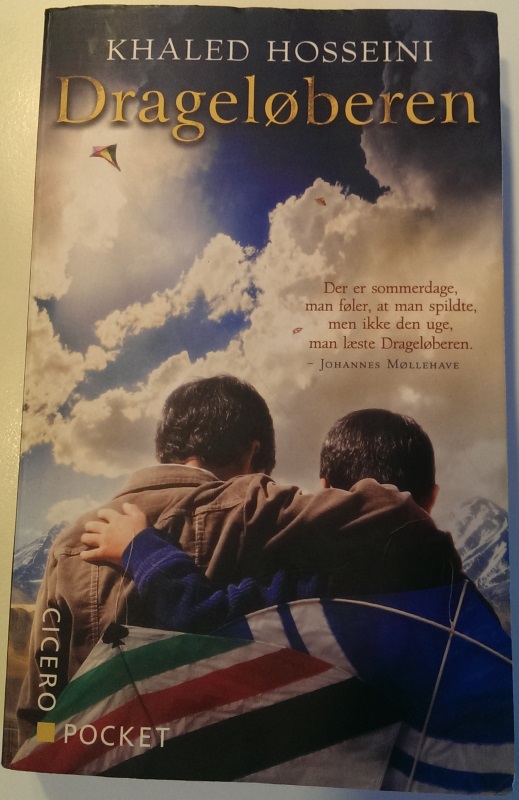 KHALED HOSSEINI
Drageløberen
Der er sommerdage,
man føler, at man spildte,
men ikke den uge,
man læste Drageløberen.
– JOHANNES MØLLEHAVE
CICERO
POCKET